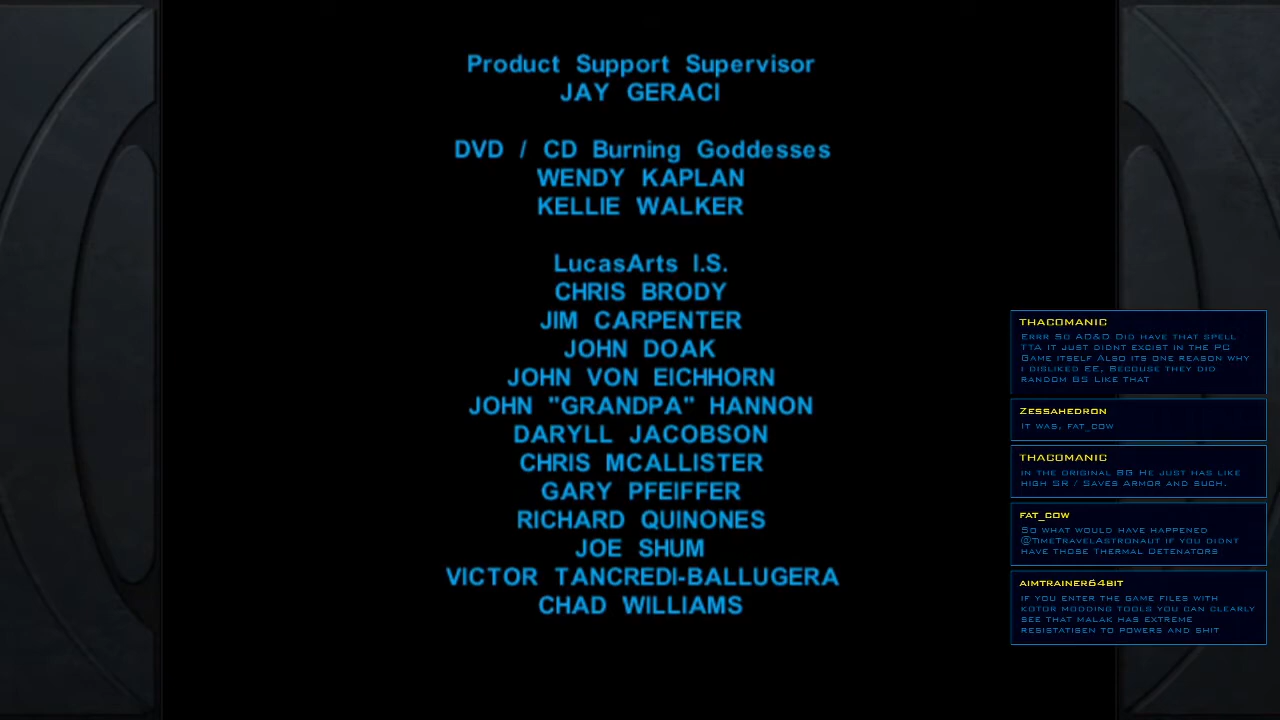 Product Support Supervisor
JAY GERACI
DVD / CD Burning Goddesses
WENDY KAPLAN
KELLIE WALKER
LucasArts I.S.
CHRIS BRODY
JIM CARPENTER
JOHN DOAK
JOHN VON EICHHORN
JOHN "GRANDPA" HANNON
DARYLL JACOBSON
CHRIS MCALLISTER
GARY PFEIFFER
RICHARD QUINONES
JOE SHUM
VICTOR TANCREDI-BALLUGERA
CHAD WILLIAMS
THACOMANIC
Errr So AD&D Did have that spell
TTA it just didnt excist in the PC
Game itself Also its one reason why
i disliked EE, Becouse they did
random BS like that
Zessahedron
it was, fat_cow
THACOMANIC
in the original BG He just has like
high SR / Saves Armor and such.
fat_cow
So what would have happened
@TimeTravelAstronaut if you didnt
have those thermal detenators
aimtrainer64bit
if you enter the game files with
kotor modding tools you can clearly
see that malak has extreme
resistatisen to powers and shit